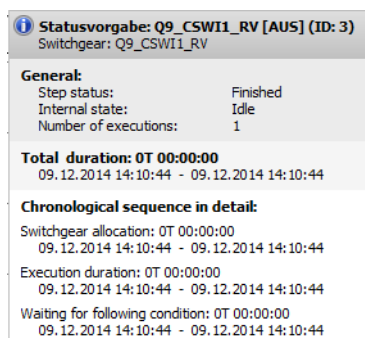 Statusvorgabe: Q9_CSWI1_RV [AUS] (ID: 3)
Switchgear: Q9_CSWI1_RV
General:
Step status: Finished
Internal state: Idle
Number of executions: 1
Total duration: 0T 00:00:00
09.12.2014 14:10:44 - 09.12.2014 14:10:44
Chronological sequence in detail:
Switchgear allocation: 0T 00:00:00
09.12.2014 14:10:44 - 09.12.2014 14:10:44
Execution duration: 0T 00:00:00
09.12.2014 14:10:44 - 09.12.2014 14:10:44
Waiting for following condition: 0T 00:00:00
09.12.2014 14:10:44 - 09.12.2014 14:10:44